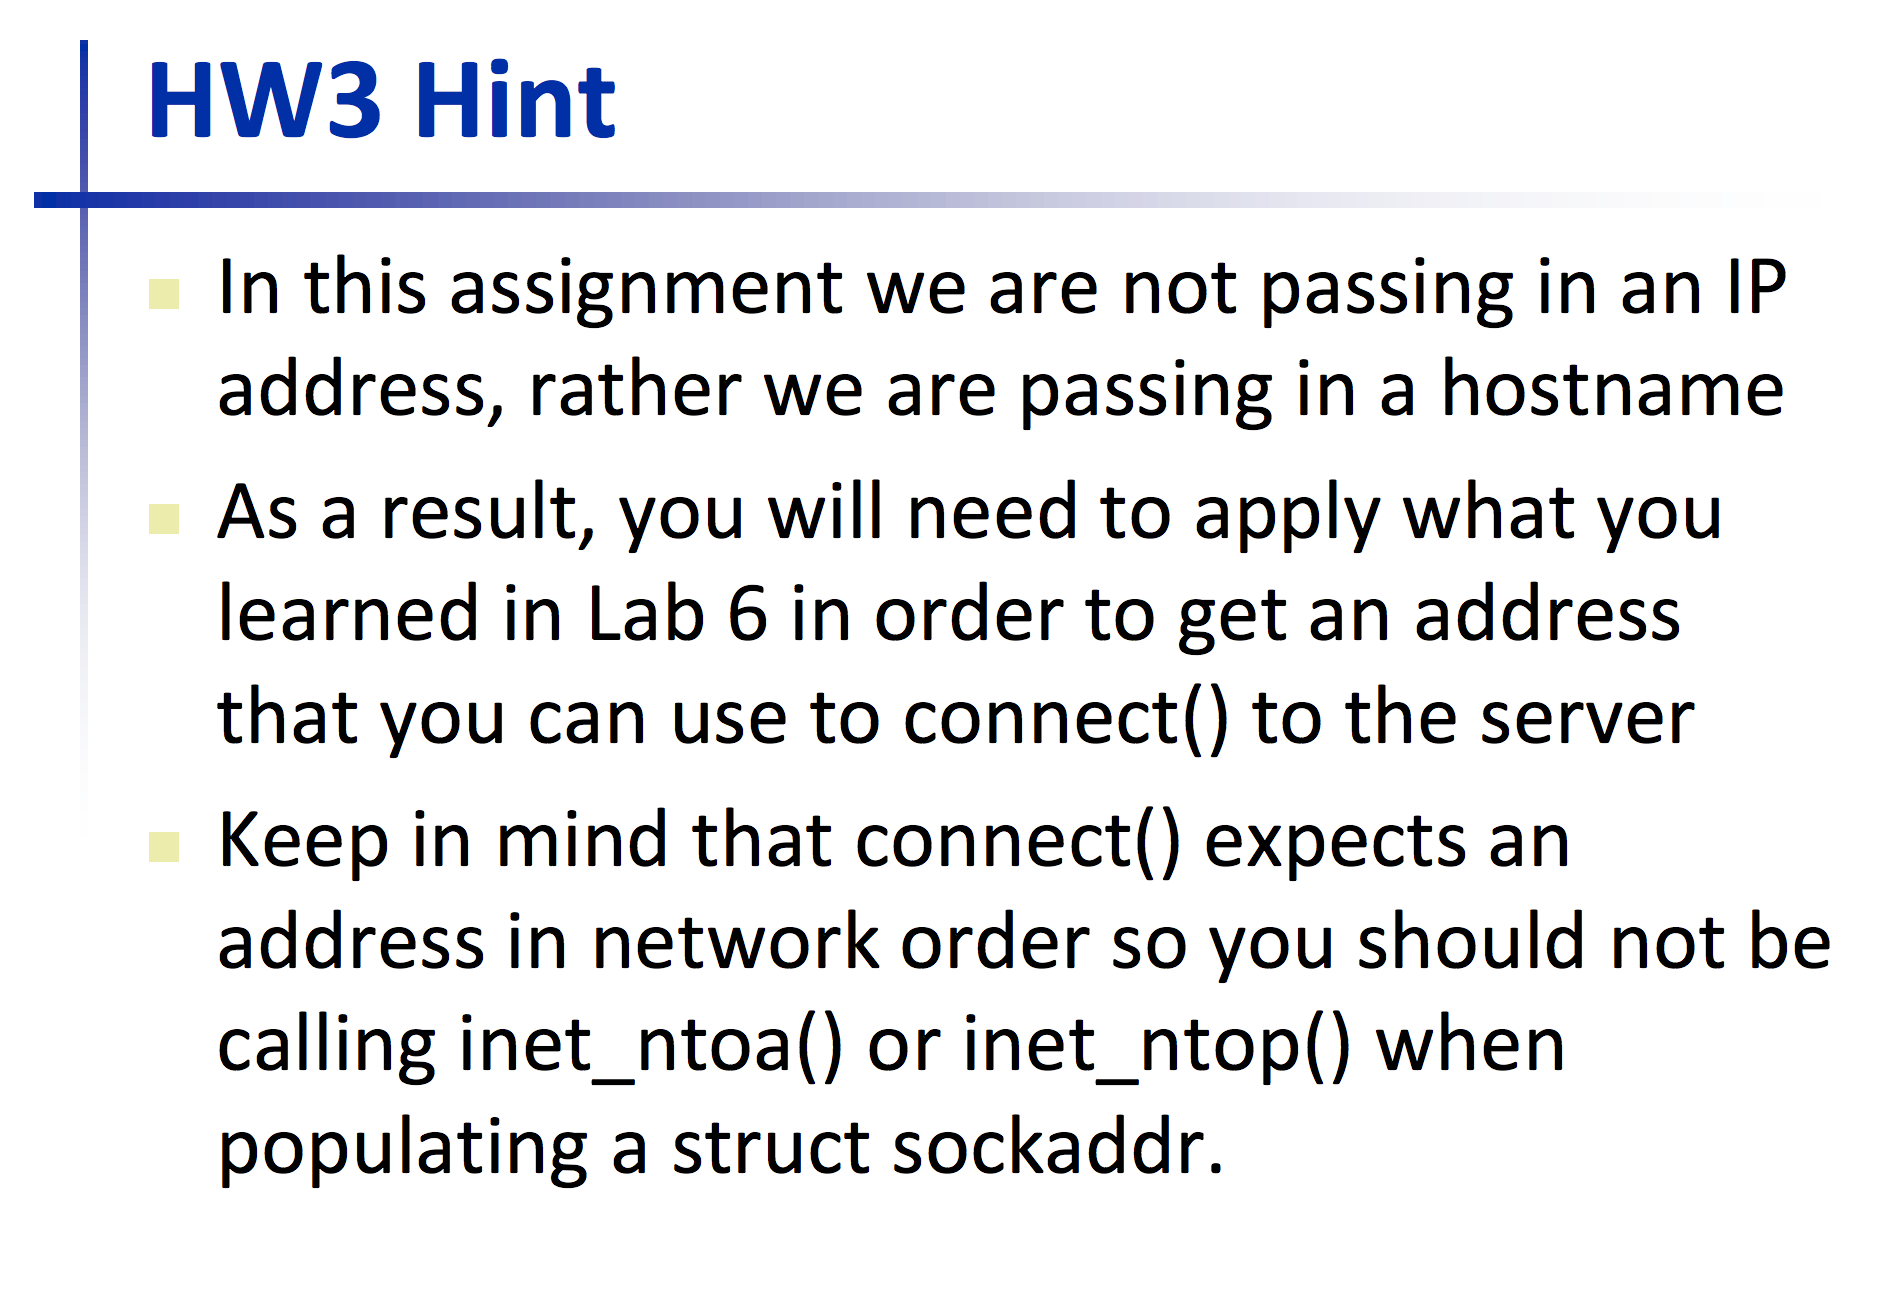 HW3 Hint
In this assignment we are not passing in an IP
address, rather we are passing in a hostname
As a result, you will need to apply what you
learned in Lab 6 in order to get an address
that you can use to connect() to the server
Keep in mind that connect() expects an
address in network order so you should not be
calling inet_ntoa() or inet_ntop() when
populating a struct sockaddr.